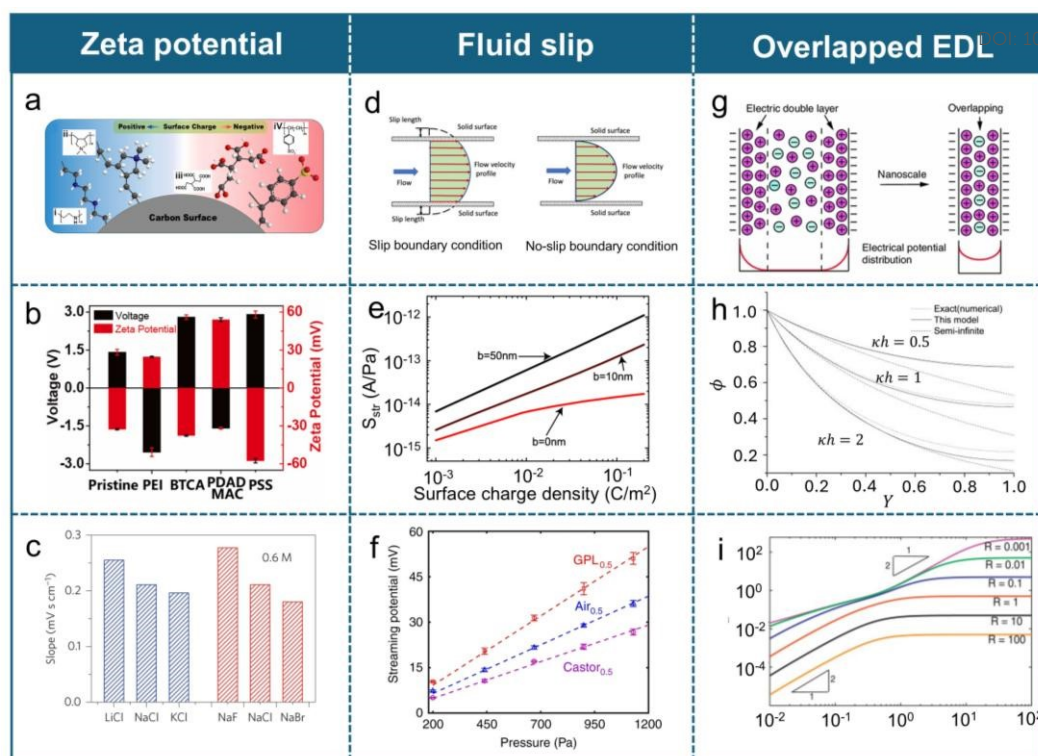 Zeta potential
Fluid slip
Overlapped EDL
DOI: 10
a
ii
Positive
Surface Charge
Negative
iv
iii
i
Carbon Surface
d
Slip length
Solid surface
Flow
Flow velocity
profile
Slip length
Solid surface
Slip boundary condition
Solid surface
Flow
Flow velocity
profile
Solid surface
No-slip boundary condition
g
Electric double layer
Overlapping
Nanoscale
Electrical potential
distribution
b
Voltage
Zeta Potential
Voltage (V)
3.0
1.5
0.0
-1.5
-3.0
Zeta Potential (mV)
60
30
0
-30
-60
Pristine PEI BTCA PDAD
MAC PSS
e
S_str (A/Pa)
10⁻¹²
10⁻¹³
10⁻¹⁴
10⁻¹⁵
b=50nm
b=10nm
b=0nm
10⁻³ 10⁻² 10⁻¹
Surface charge density (C/m²)
h
Exact(numerical)
This model
Semi-infinite
κh = 0.5
κh = 1
κh = 2
ϕ
1.0
0.8
0.6
0.4
0.2
0.0 0.2 0.4 0.6 0.8 1.0
Y
c
0.6 M
Slope (mV s cm⁻¹)
0.3
0.2
0.1
0.0
LiCl NaCl KCl NaF NaCl NaBr
f
Streaming potential (mV)
60
45
30
15
0
GPL₀.₅
Air₀.₅
Castor₀.₅
200 450 700 950 1200
Pressure (Pa)
i
10²
10⁰
10⁻²
10⁻⁴
1
2
R = 0.001
R = 0.01
R = 0.1
R = 1
R = 10
R = 100
2
1
10⁻² 10⁻¹ 10⁰ 10¹ 10²